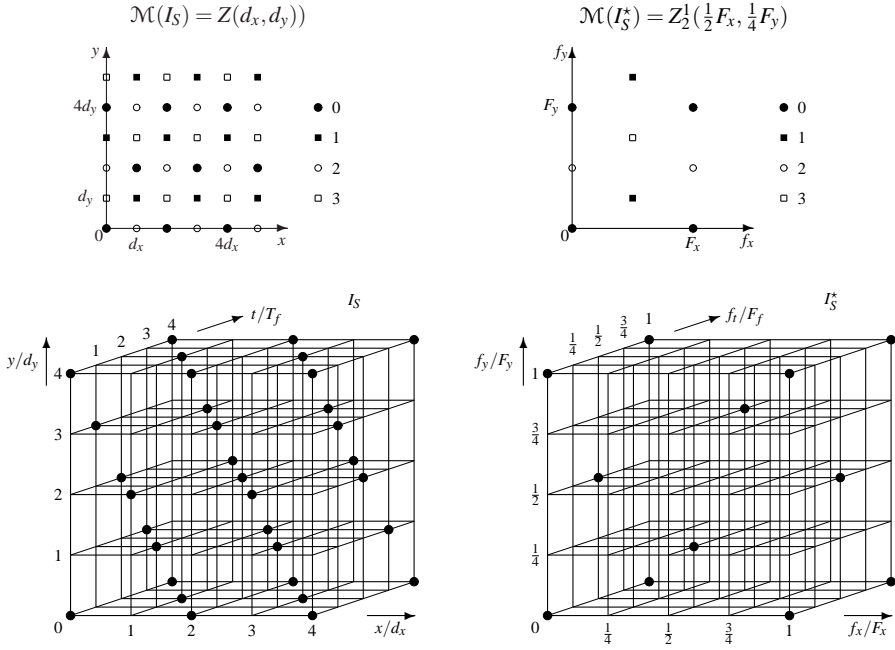 ℳ(I_S) = Z(d_x, d_y))
y
4d_y
d_y
0
d_x
4d_x
x
0
1
2
3
ℳ(I_S^⋆) = Z_2^1(½F_x, ¼F_y)
f_y
F_y
0
F_x
f_x
0
1
2
3
I_S
t/T_f
y/d_y
1 2 3 4
4
3
2
1
0
1 2 3 4
x/d_x
I_S^⋆
f_t/F_f
f_y/F_y
¼ ½ ¾ 1
1
¾
½
¼
0
¼ ½ ¾ 1
f_x/F_x